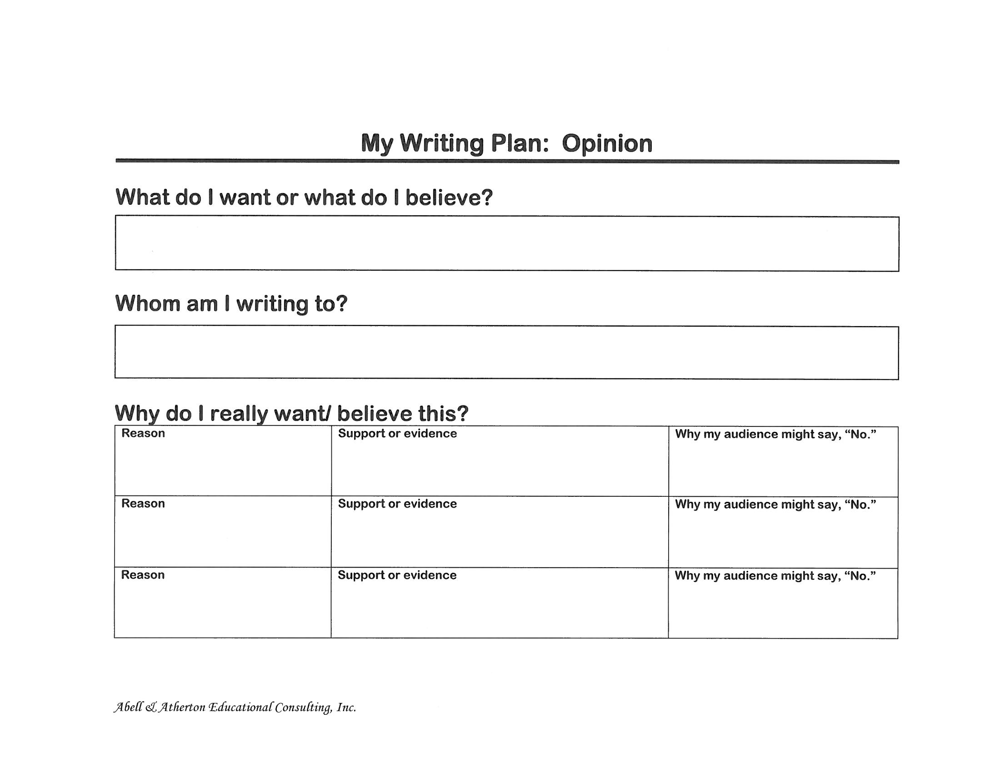 My Writing Plan:  Opinion
What do I want or what do I believe?
Whom am I writing to?
Why do I really want/ believe this?
Reason Support or evidence Why my audience might say, “No.”
Reason Support or evidence Why my audience might say, “No.”
Reason Support or evidence Why my audience might say, “No.”
Abell & Atherton Educational Consulting, Inc.